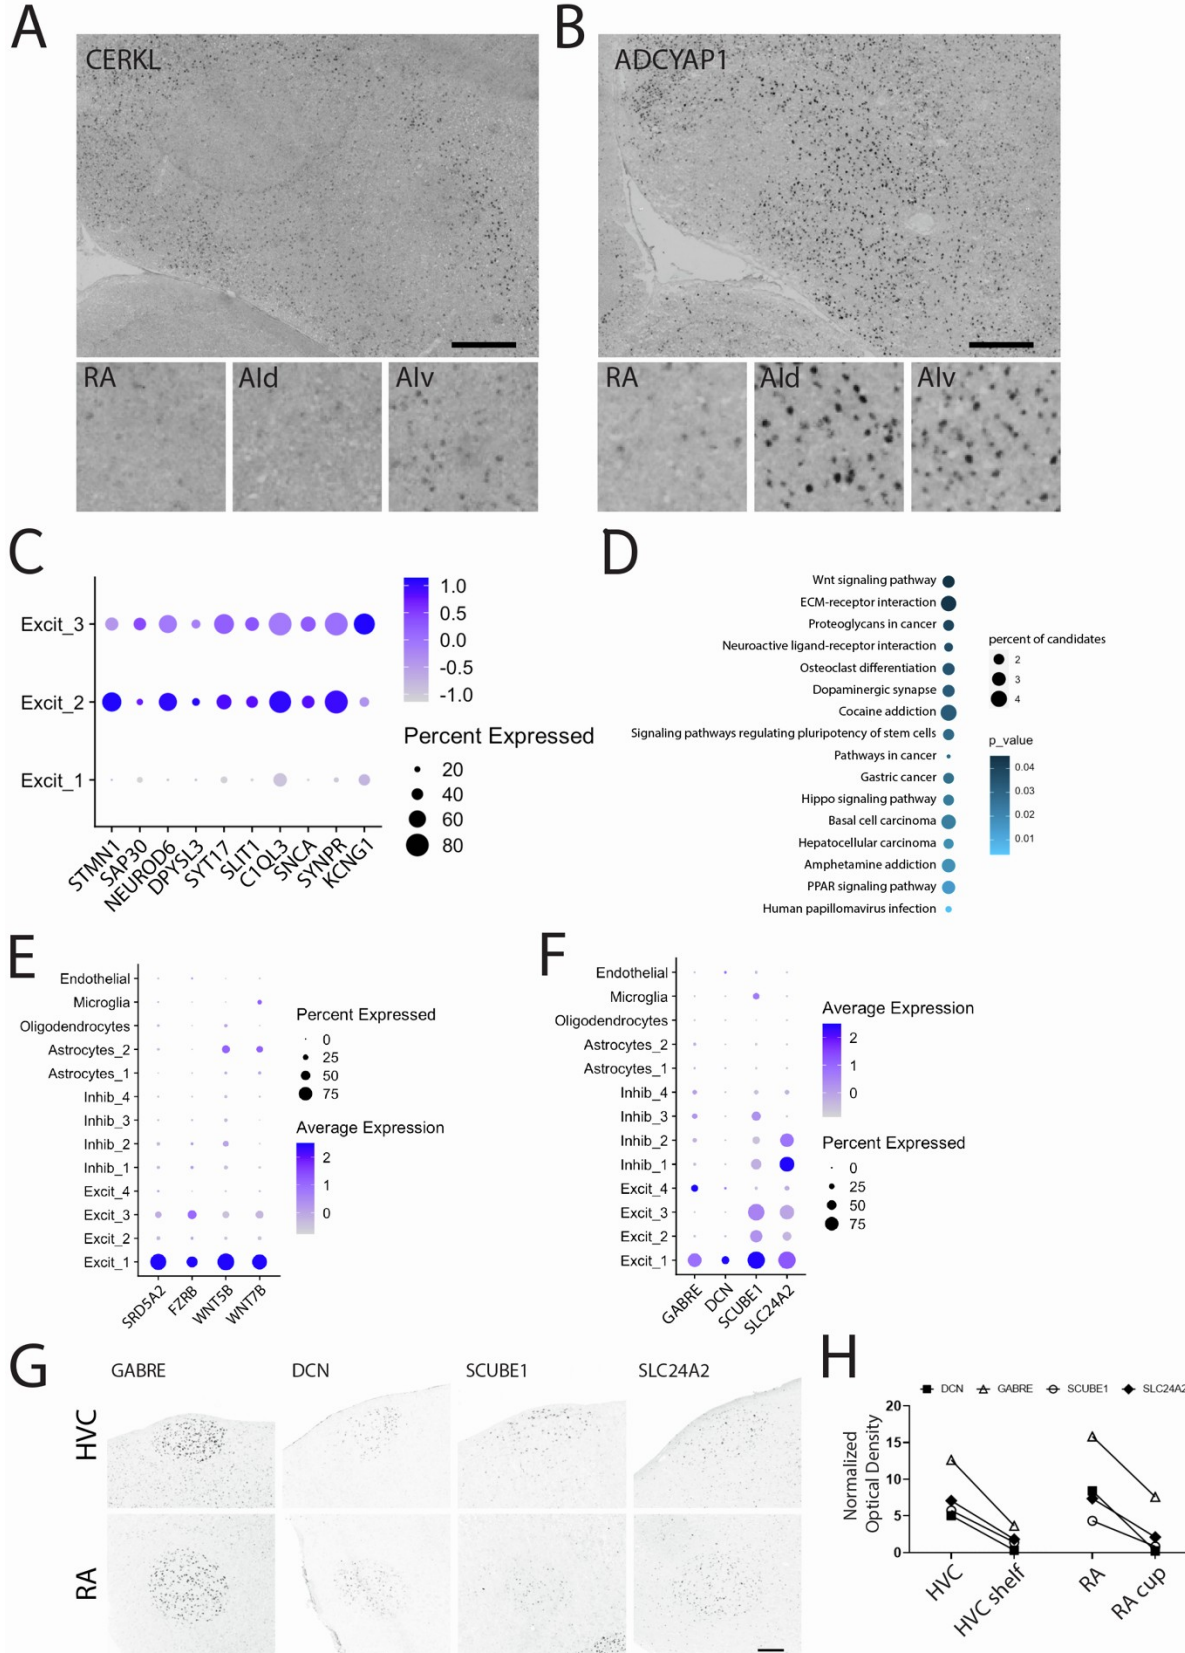 A
CERKL
RA
AId
AIv
B
ADCYAP1
RA
AId
AIv
C
Excit_3
Excit_2
Excit_1
STMN1
SAP30
NEUROD6
DPYSL3
SYT17
SLIT1
C1QL3
SNCA
SYNPR
KCNG1
1.0
0.5
0.0
-0.5
-1.0
Percent Expressed
20
40
60
80
D
Wnt signaling pathway
ECM-receptor interaction
Proteoglycans in cancer
Neuroactive ligand-receptor interaction
Osteoclast differentiation
Dopaminergic synapse
Cocaine addiction
Signaling pathways regulating pluripotency of stem cells
Pathways in cancer
Gastric cancer
Hippo signaling pathway
Basal cell carcinoma
Hepatocellular carcinoma
Amphetamine addiction
PPAR signaling pathway
Human papillomavirus infection
percent of candidates
2
3
4
p_value
0.04
0.03
0.02
0.01
E
Endothelial
Microglia
Oligodendrocytes
Astrocytes_2
Astrocytes_1
Inhib_4
Inhib_3
Inhib_2
Inhib_1
Excit_4
Excit_3
Excit_2
Excit_1
SRD5A2
FZRB
WNT5B
WNT7B
Percent Expressed
0
25
50
75
Average Expression
2
1
0
F
Endothelial
Microglia
Oligodendrocytes
Astrocytes_2
Astrocytes_1
Inhib_4
Inhib_3
Inhib_2
Inhib_1
Excit_4
Excit_3
Excit_2
Excit_1
GABRE
DCN
SCUBE1
SLC24A2
Average Expression
2
1
0
Percent Expressed
0
25
50
75
G
GABRE DCN SCUBE1 SLC24A2
HVC
RA
H
DCN GABRE SCUBE1 SLC24A2
Normalized
Optical Density
20
15
10
5
0
HVC
HVC shelf
RA
RA cup